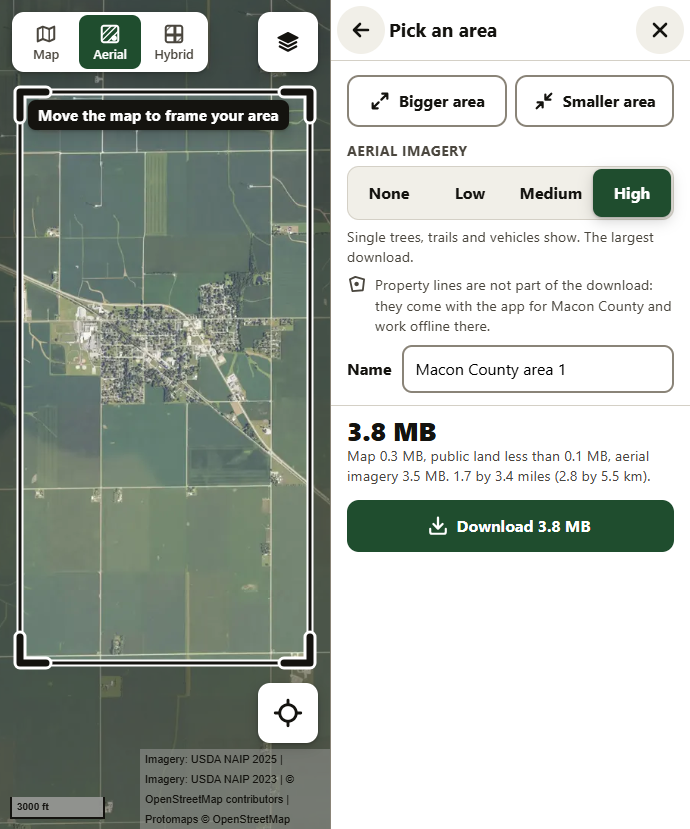 Map
Aerial
Hybrid
Move the map to frame your area
Imagery: USDA NAIP 2025 |
Imagery: USDA NAIP 2023 | ©
OpenStreetMap contributors |
Protomaps © OpenStreetMap
3000 ft
Pick an area
Bigger area
Smaller area
AERIAL IMAGERY
None
Low
Medium
High
Single trees, trails and vehicles show. The largest
download.
Property lines are not part of the download:
they come with the app for Macon County and
work offline there.
Name
Macon County area 1
3.8 MB
Map 0.3 MB, public land less than 0.1 MB, aerial
imagery 3.5 MB. 1.7 by 3.4 miles (2.8 by 5.5 km).
Download 3.8 MB